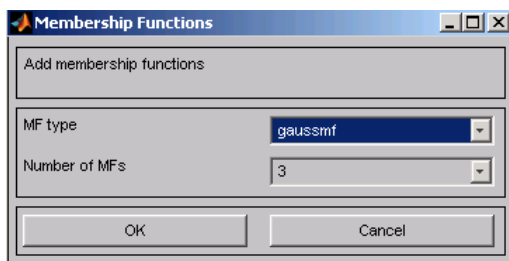 Membership Functions
Add membership functions
MF type
gaussmf
Number of MFs
3
OK
Cancel